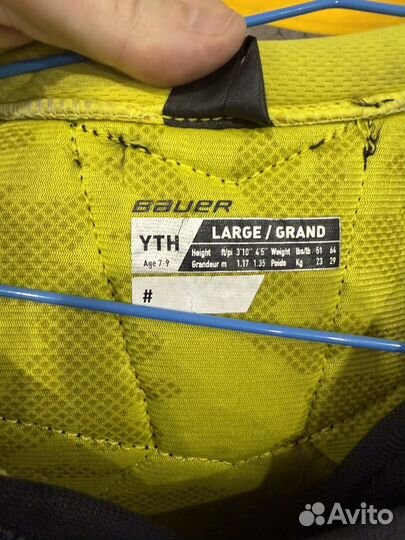 BAUER
YTH LARGE / GRAND
Age 7-9
Height ft/pi 3'10" 4'5" Weight lbs/lb 51 64
Grandeur m 1.17 1.35 Poids Kg 23 29
#
Avito